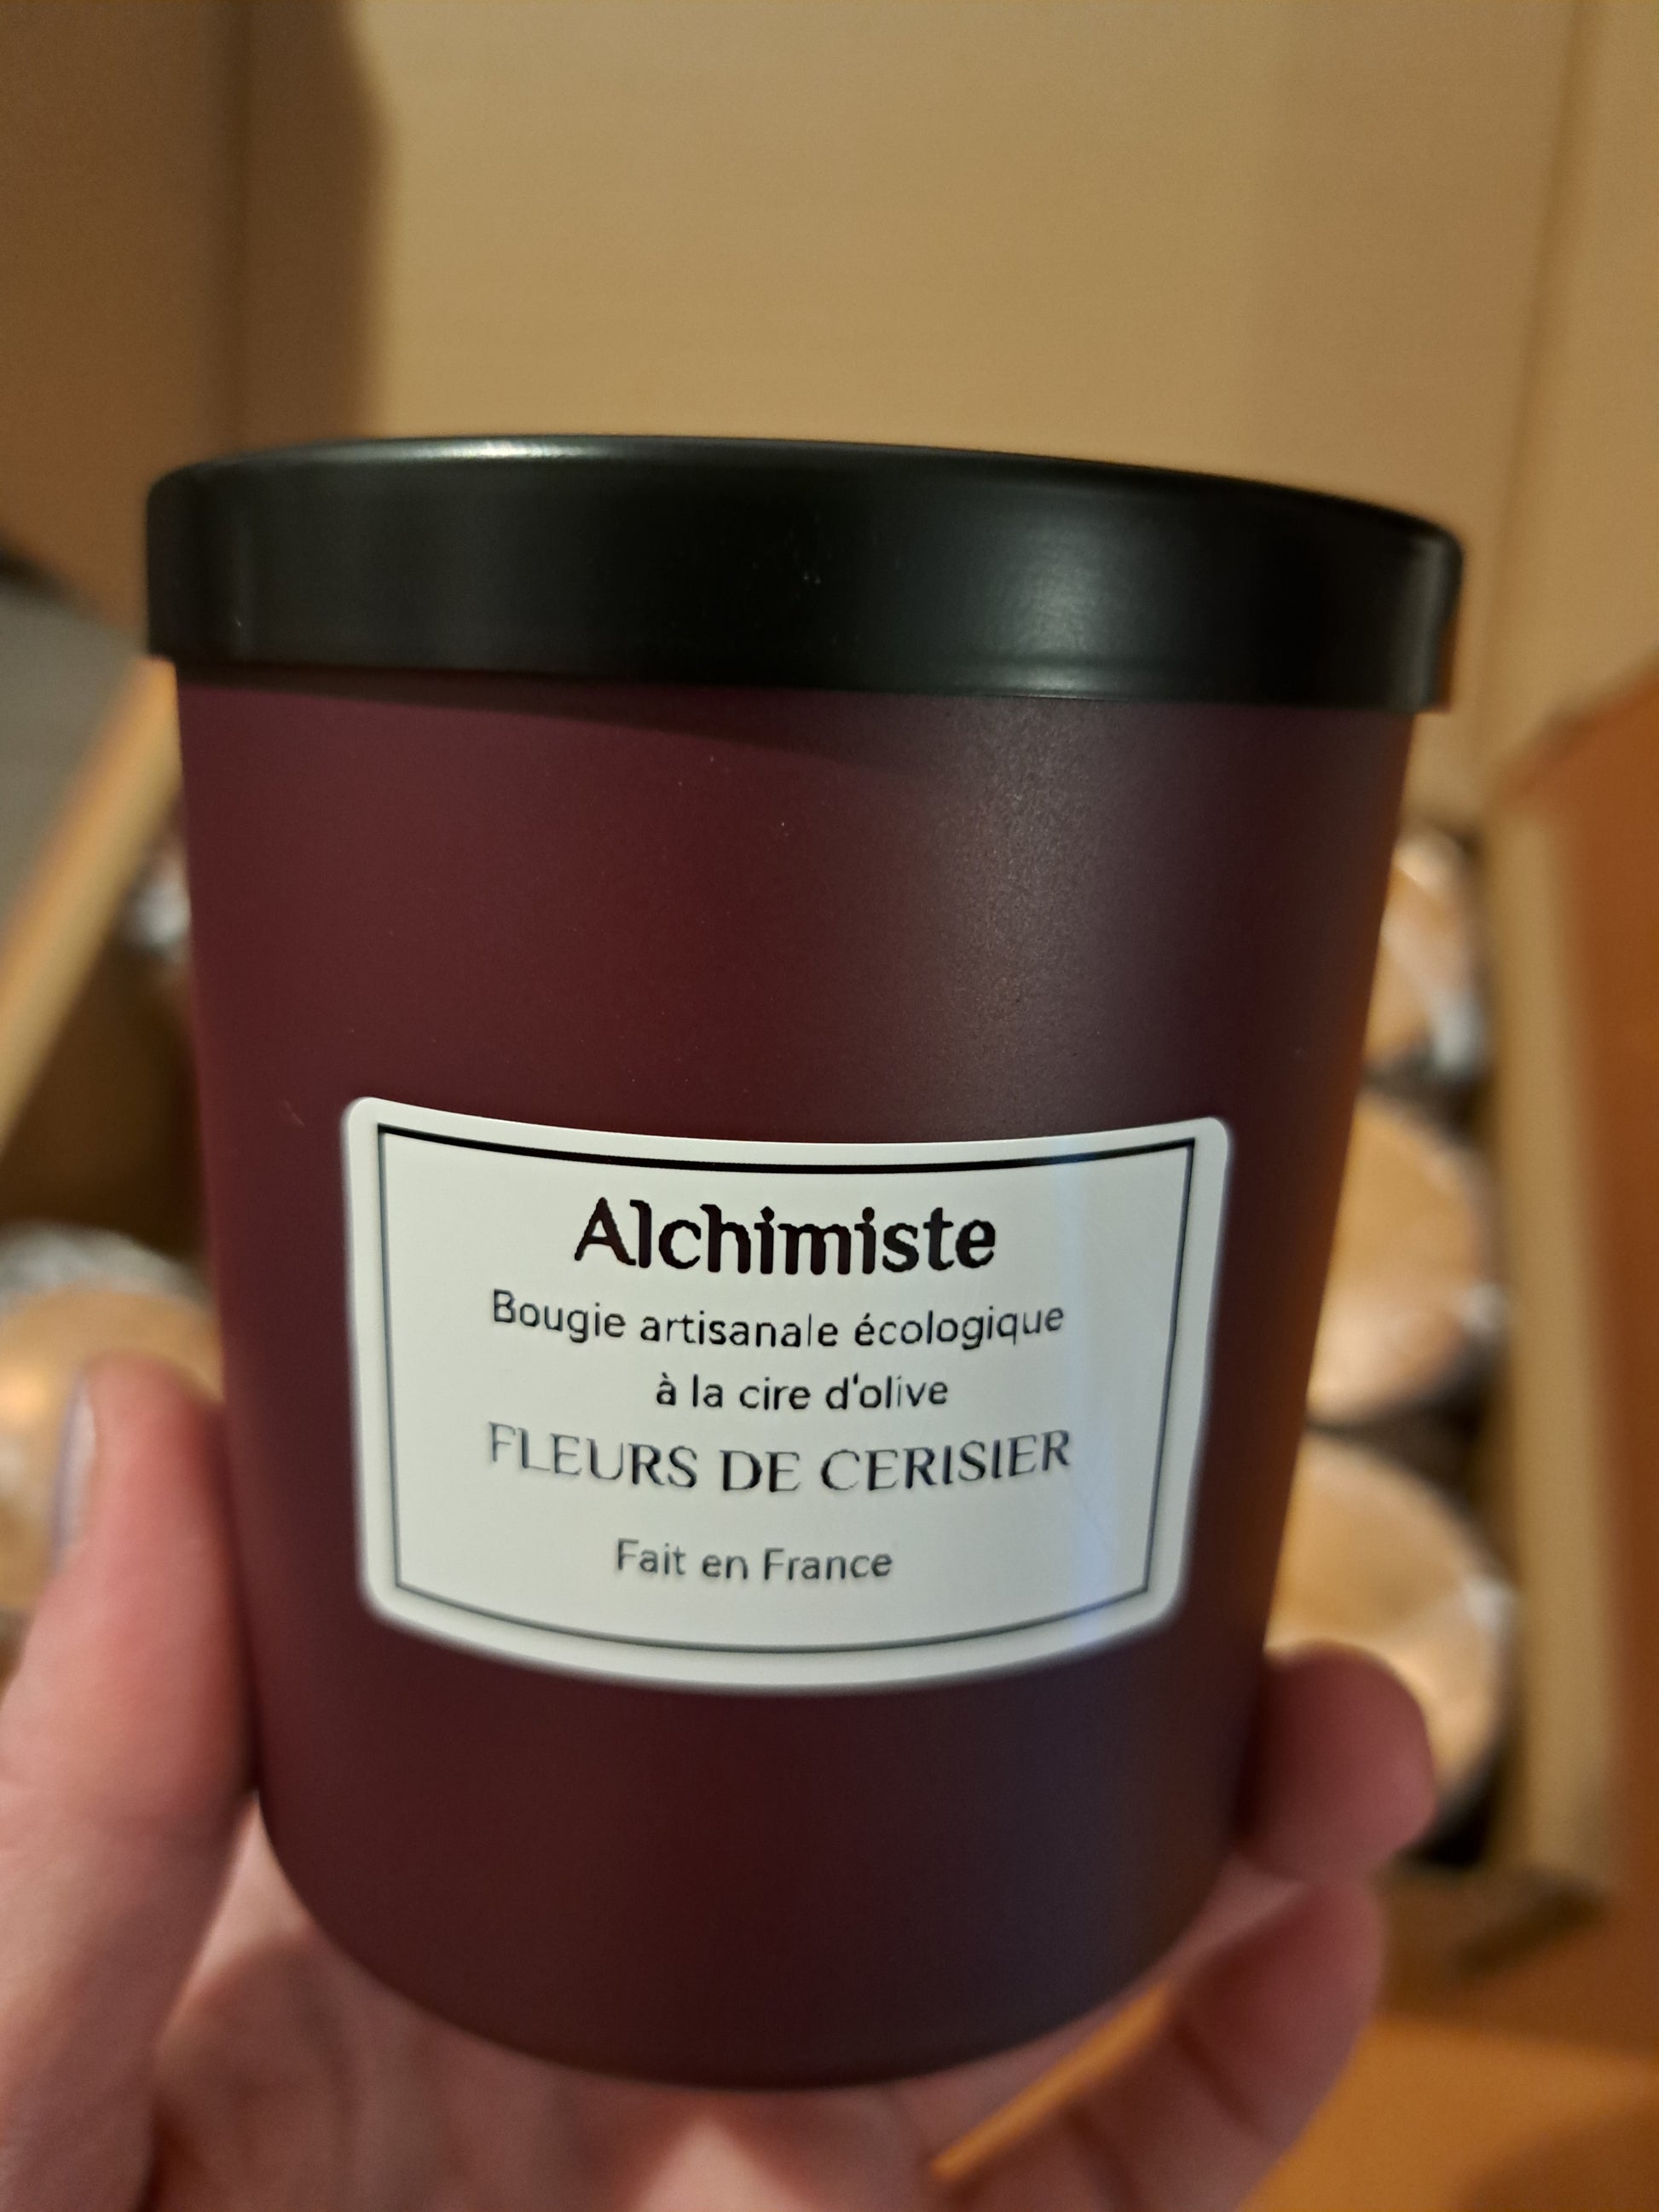 Alchimiste
Bougie artisanale écologique
à la cire d'olive
FLEURS DE CERISIER
Fait en France